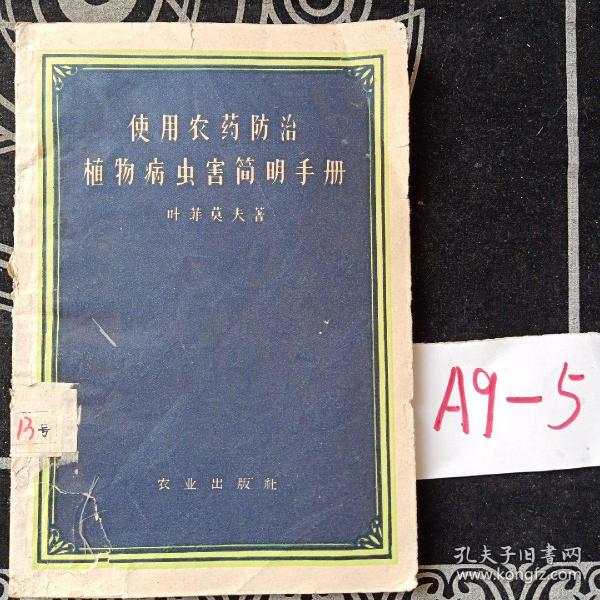 使用农药防治
植物病虫害简明手册
叶菲莫夫著
13号
农业出版社
A9-5
孔夫子旧書网
www.kongfz.com